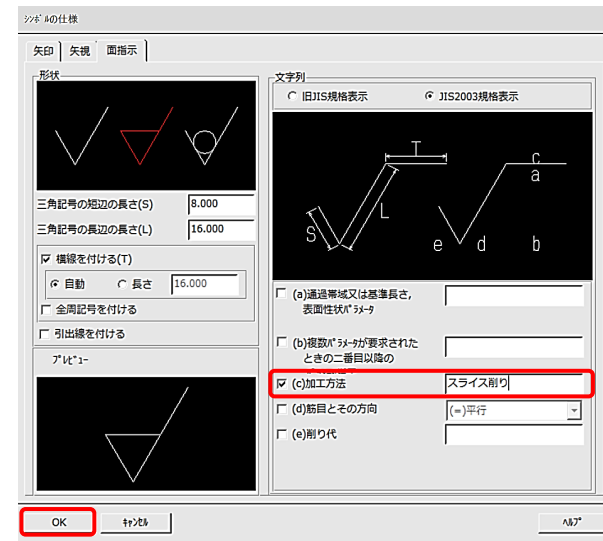 ｼﾝﾎﾞﾙの仕様
矢印
矢視
面指示
形状
三角記号の短辺の長さ(S)
8.000
三角記号の長辺の長さ(L)
16.000
横線を付ける(T)
自動
長さ
16.000
全周記号を付ける
引出線を付ける
ﾌﾟﾚﾋﾞｭｰ
文字列
旧JIS規格表示
JIS2003規格表示
T
S
L
c
a
e
d
b
(a)通過帯域又は基準長さ,
表面性状ﾊﾟﾗﾒｰﾀ
(b)複数ﾊﾟﾗﾒｰﾀが要求された
ときの二番目以降の
(c)加工方法
スライス削り
(d)筋目とその方向
(=)平行
(e)削り代
OK
ｷｬﾝｾﾙ
ﾍﾙﾌﾟ